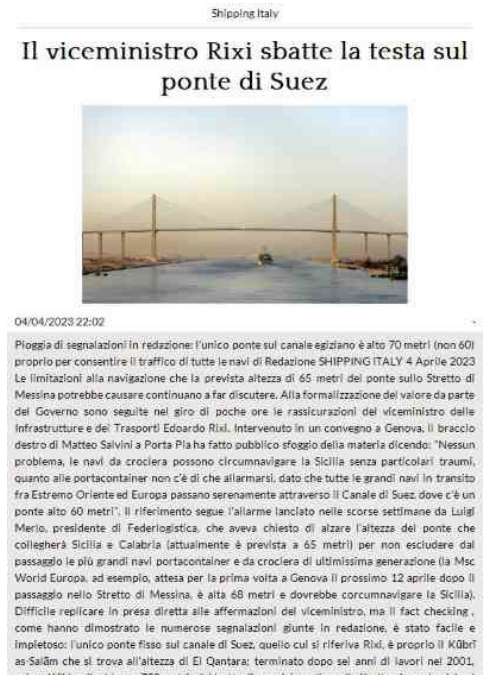 Shipping Italy
Il viceministro Rixi sbatte la testa sul
ponte di Suez
04/04/2023 22:02
Pioggia di segnalazioni in redazione: l'unico ponte sul canale egiziano è alto 70 metri (non 60)
proprio per consentire il traffico di tutte le navi di Redazione SHIPPING ITALY 4 Aprile 2023
Le limitazioni alla navigazione che la prevista altezza di 65 metri del ponte sullo Stretto di
Messina potrebbe causare continuano a far discutere. Alla formalizzazione del valore da parte
del Governo sono seguite nel giro di poche ore le rassicurazioni del viceministro delle
Infrastrutture e dei Trasporti Edoardo Rixi. Intervenuto in un convegno a Genova, il braccio
destro di Matteo Salvini a Porta Pia ha fatto pubblico sfoggio della materia dicendo: "Nessun
problema, le navi da crociera possono circumnavigare la Sicilia senza particolari traumi,
quanto alle portacontainer non c'è di che allarmarsi, dato che tutte le grandi navi in transito
fra Estremo Oriente ed Europa passano serenamente attraverso il Canale di Suez, dove c'è un
ponte alto 60 metri". Il riferimento segue l'allarme lanciato nelle scorse settimane da Luigi
Merlo, presidente di Federlogistica, che aveva chiesto di alzare l'altezza del ponte che
collegherà Sicilia e Calabria (attualmente è prevista a 65 metri) per non escludere dal
passaggio le più grandi navi portacontainer e da crociera di ultimissima generazione (la Msc
World Europa, ad esempio, attesa per la prima volta a Genova il prossimo 12 aprile dopo il
passaggio nello Stretto di Messina, è alta 68 metri e dovrebbe corcumnavigare la Sicilia).
Difficile replicare in presa diretta alle affermazioni del viceministro, ma il fact checking ,
come hanno dimostrato le numerose segnalazioni giunte in redazione, è stato facile e
impietoso: l'unico ponte fisso sul canale di Suez, quello cui si riferiva Rixi, è proprio il Kūbrī
as-Salām che si trova all'altezza di El Qantara; terminato dopo sei anni di lavori nel 2001,